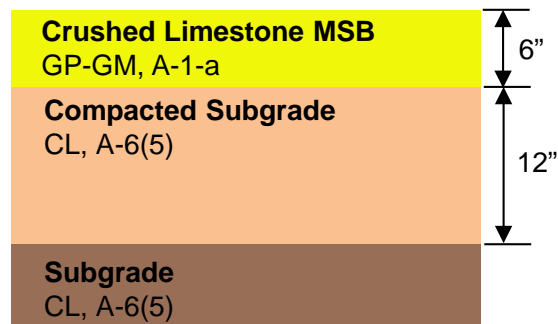 Crushed Limestone MSB
GP-GM, A-1-a
6”
Compacted Subgrade
CL, A-6(5)
12”
Subgrade
CL, A-6(5)